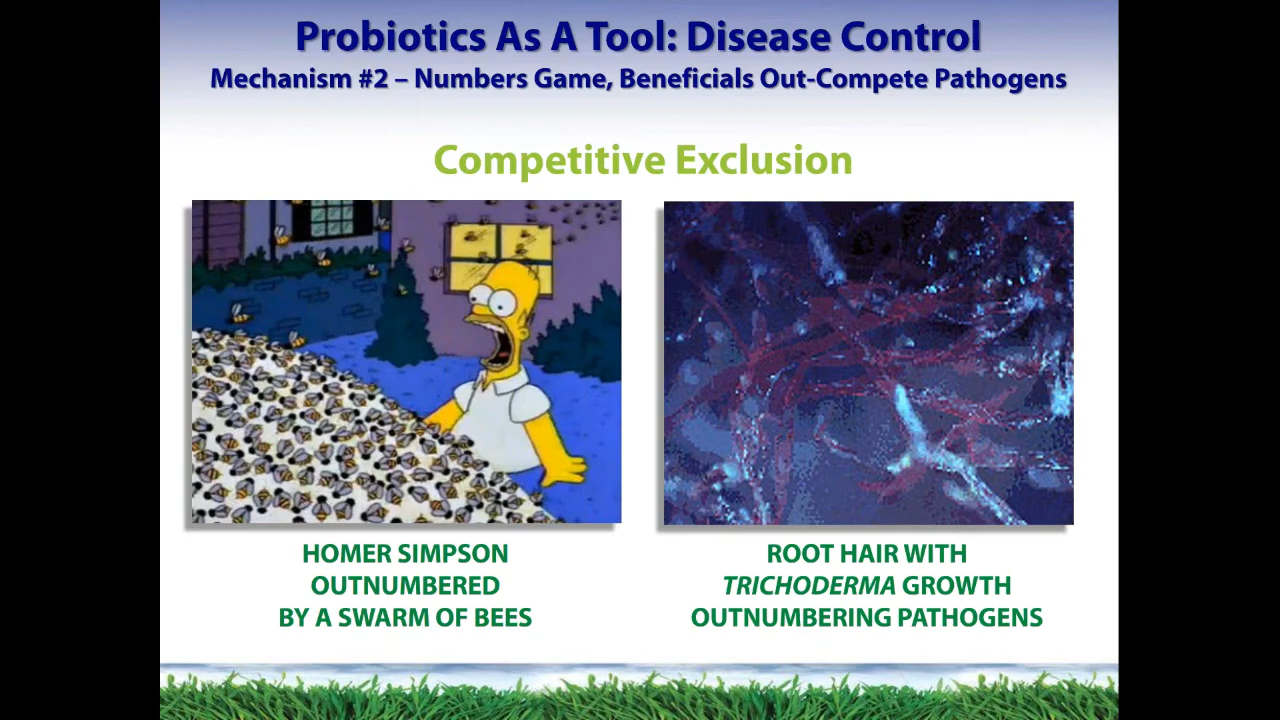 Probiotics As A Tool: Disease Control
Mechanism #2 – Numbers Game, Beneficials Out-Compete Pathogens
Competitive Exclusion
HOMER SIMPSON
OUTNUMBERED
BY A SWARM OF BEES
ROOT HAIR WITH
TRICHODERMA GROWTH
OUTNUMBERING PATHOGENS